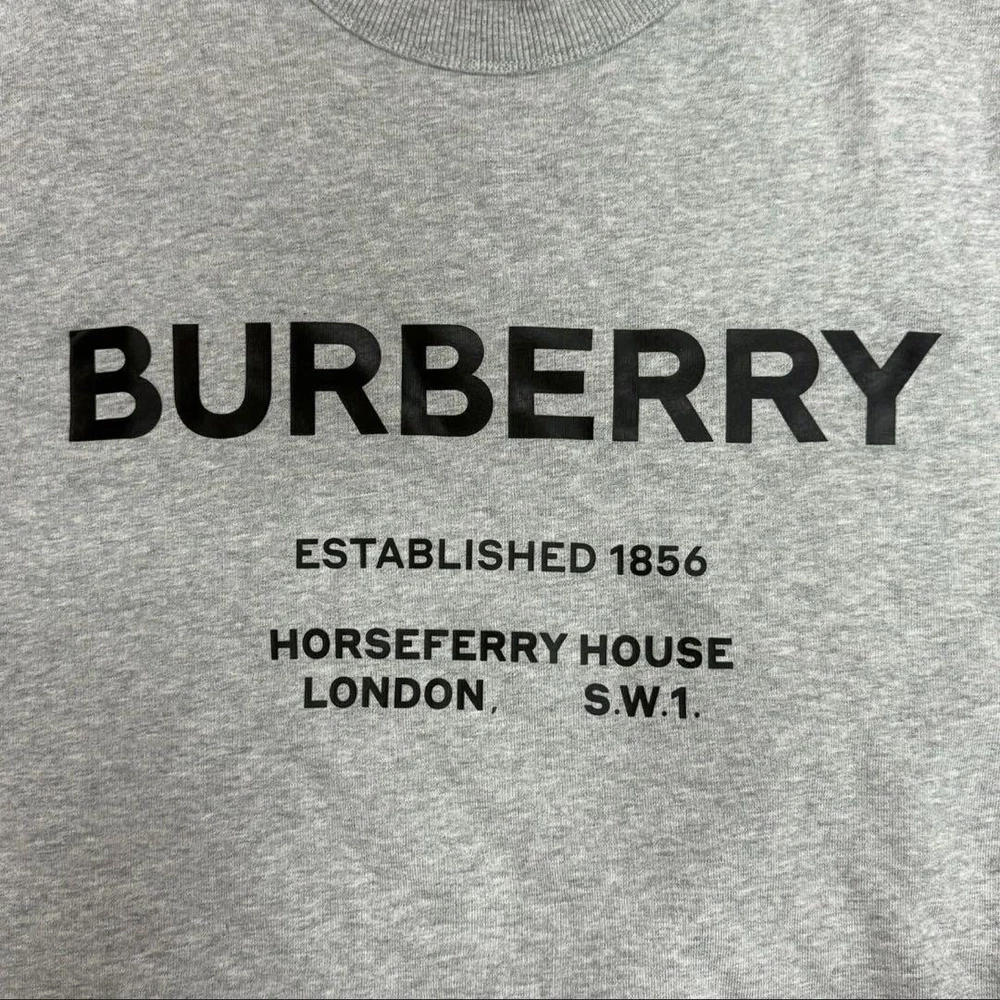 BURBERRY
ESTABLISHED 1856
HORSEFERRY HOUSE
LONDON, S.W.1.